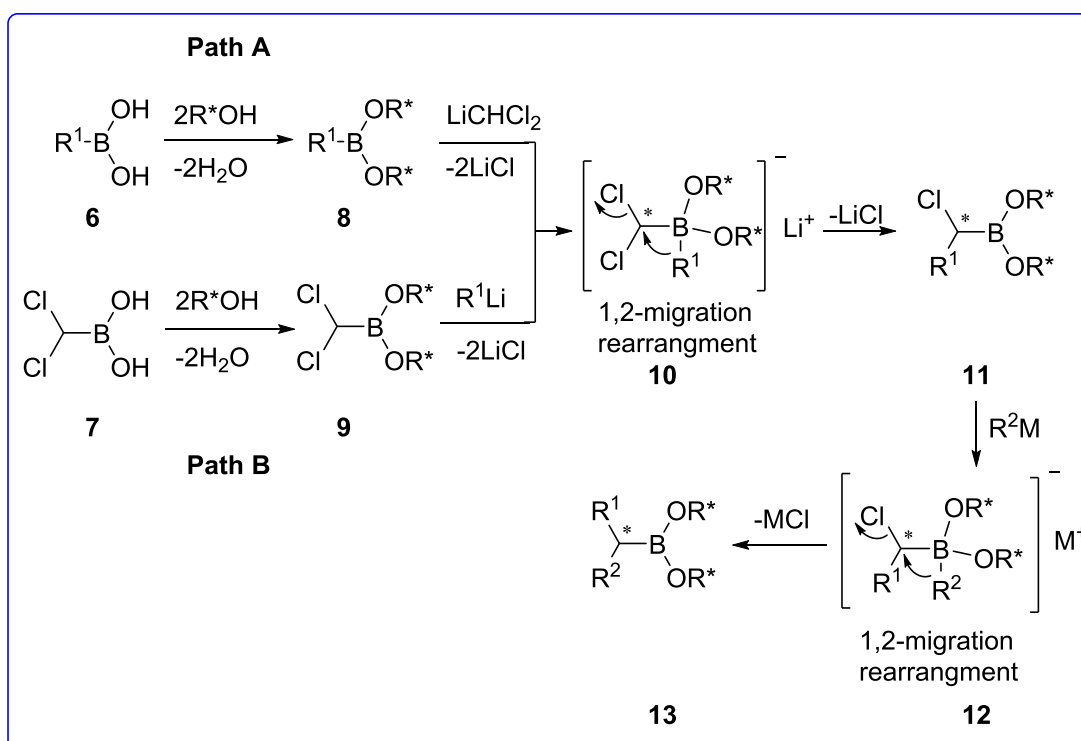 Path A
OH
R¹-B
OH
6
2R*OH
-2H₂O
OR*
R¹-B
OR*
8
LiCHCl₂
-2LiCl
Cl
OH
B
Cl
OH
7
2R*OH
-2H₂O
Cl
OR*
B
Cl
OR*
9
R¹Li
-2LiCl
Path B
−
Cl
OR*
*
B
OR*
Cl
R¹
Li⁺
1,2-migration
rearrangment
10
-LiCl
Cl
OR*
*
B
R¹
OR*
11
R²M
−
Cl
OR*
*
B
OR*
R¹
R²
M⁺
1,2-migration
rearrangment
12
-MCl
R¹
OR*
*
B
R²
OR*
13